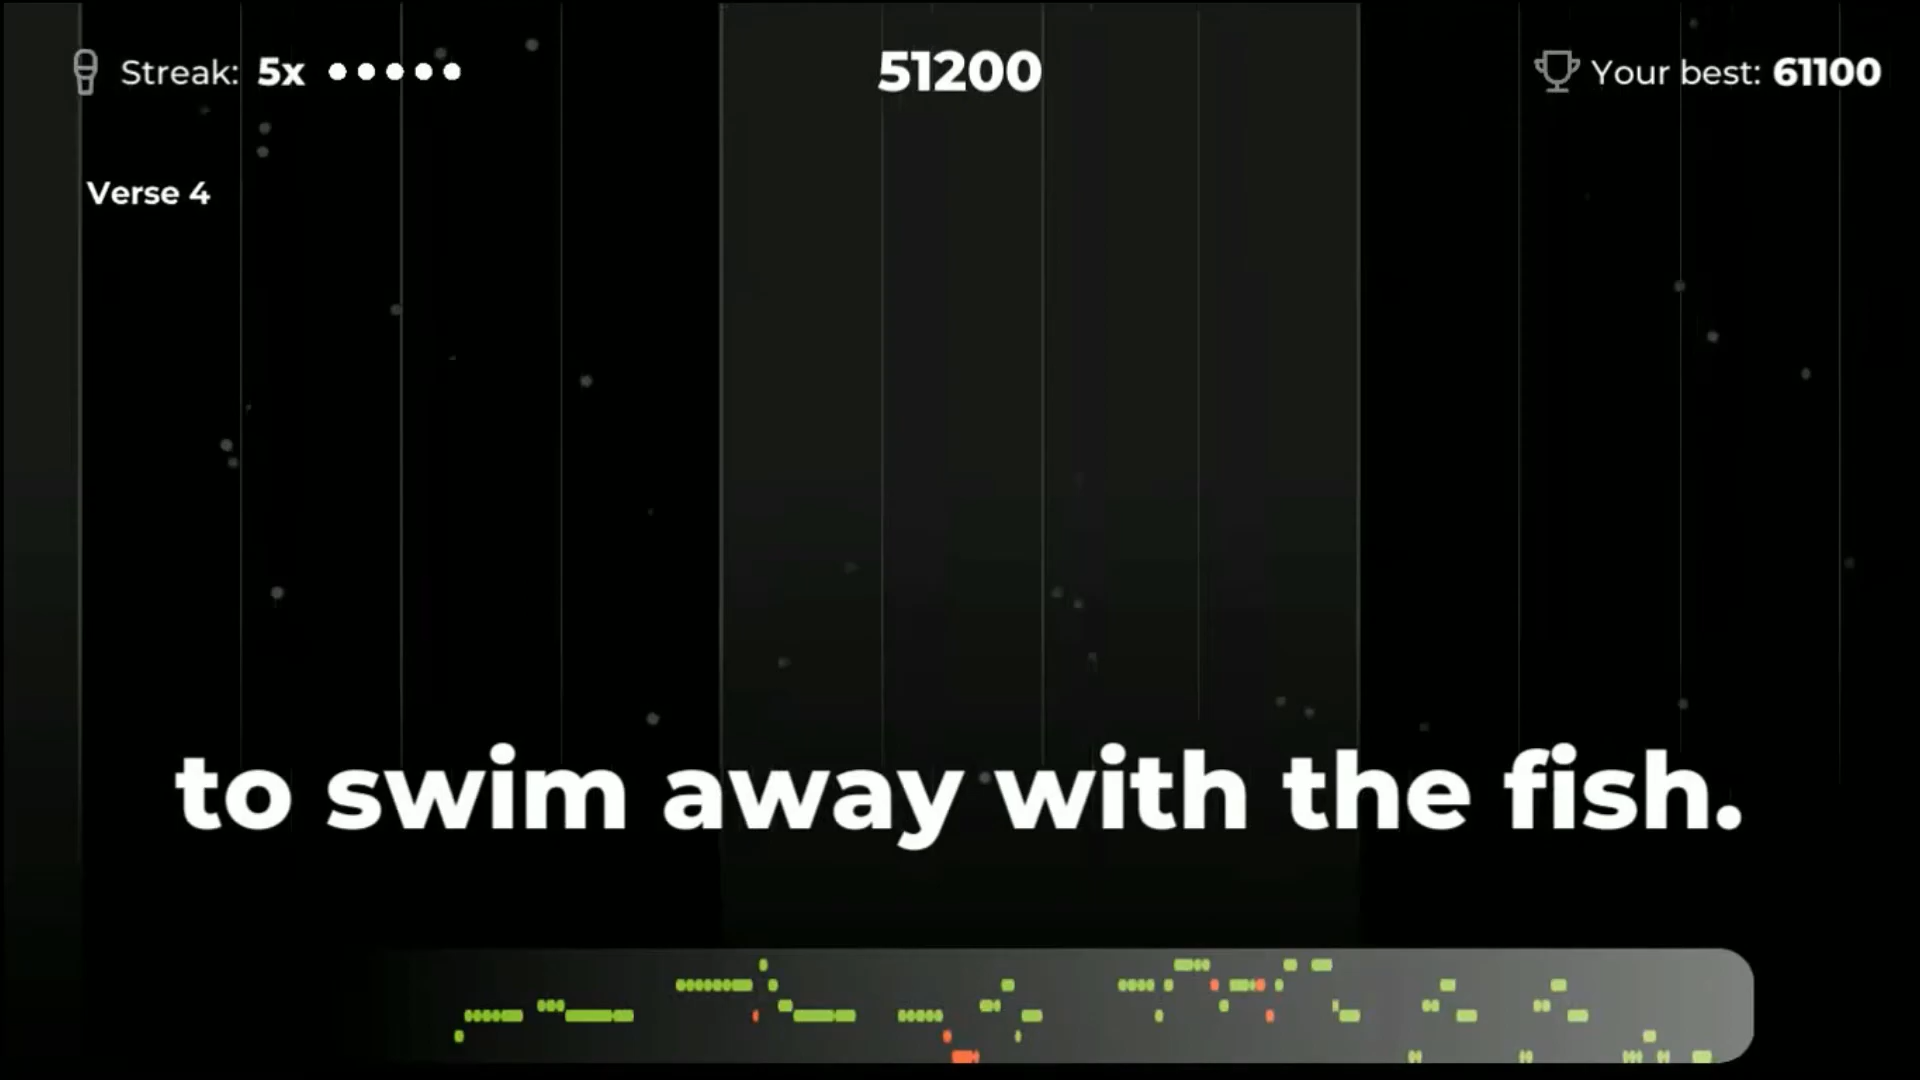 Streak: 5x
51200
Your best: 61100
Verse 4
to swim away with the fish.